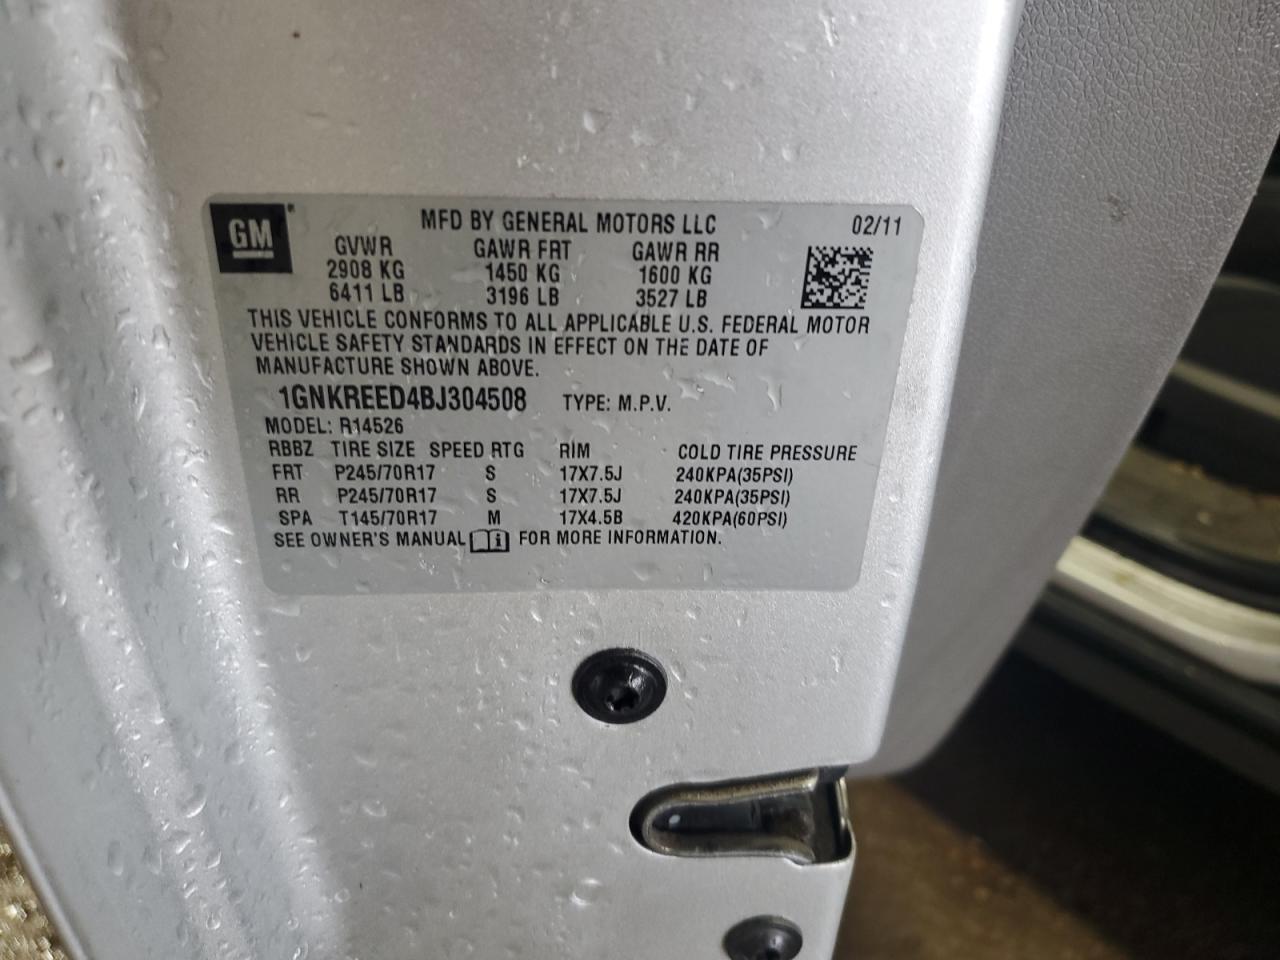 GM
MFD BY GENERAL MOTORS LLC 02/11
GVWR GAWR FRT GAWR RR
2908 KG 1450 KG 1600 KG
6411 LB 3196 LB 3527 LB
THIS VEHICLE CONFORMS TO ALL APPLICABLE U.S. FEDERAL MOTOR
VEHICLE SAFETY STANDARDS IN EFFECT ON THE DATE OF
MANUFACTURE SHOWN ABOVE.
1GNKREED4BJ304508 TYPE: M.P.V.
MODEL: R14526
RBBZ TIRE SIZE SPEED RTG RIM COLD TIRE PRESSURE
FRT P245/70R17 S 17X7.5J 240KPA(35PSI)
RR P245/70R17 S 17X7.5J 240KPA(35PSI)
SPA T145/70R17 M 17X4.5B 420KPA(60PSI)
SEE OWNER'S MANUAL FOR MORE INFORMATION.